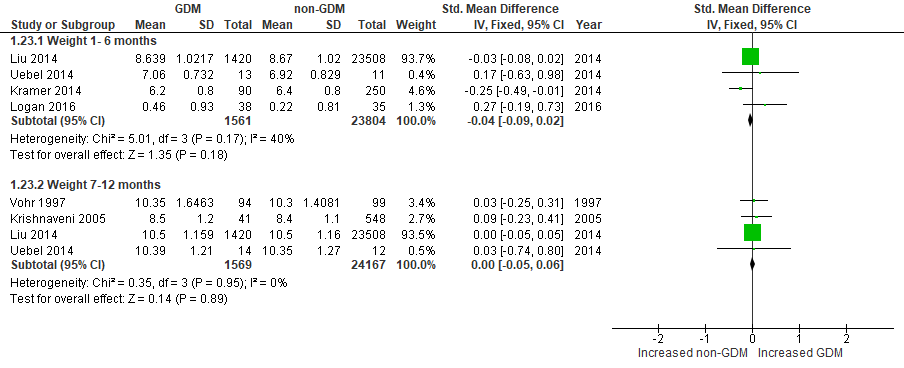 GDM non-GDM Std. Mean Difference Std. Mean Difference
Study or Subgroup Mean SD Total Mean SD Total Weight IV, Fixed, 95% CI Year IV, Fixed, 95% CI
1.23.1 Weight 1- 6 months
Liu 2014 8.639 1.0217 1420 8.67 1.02 23508 93.7% -0.03 [-0.08, 0.02] 2014
Uebel 2014 7.06 0.732 13 6.92 0.829 11 0.4% 0.17 [-0.63, 0.98] 2014
Kramer 2014 6.2 0.8 90 6.4 0.8 250 4.6% -0.25 [-0.49, -0.01] 2014
Logan 2016 0.46 0.93 38 0.22 0.81 35 1.3% 0.27 [-0.19, 0.73] 2016
Subtotal (95% CI) 1561 23804 100.0% -0.04 [-0.09, 0.02]
Heterogeneity: Chi² = 5.01, df = 3 (P = 0.17); I² = 40%
Test for overall effect: Z = 1.35 (P = 0.18)
1.23.2 Weight 7-12 months
Vohr 1997 10.35 1.6463 94 10.3 1.4081 99 3.4% 0.03 [-0.25, 0.31] 1997
Krishnaveni 2005 8.5 1.2 41 8.4 1.1 548 2.7% 0.09 [-0.23, 0.41] 2005
Liu 2014 10.5 1.159 1420 10.5 1.16 23508 93.5% 0.00 [-0.05, 0.05] 2014
Uebel 2014 10.39 1.21 14 10.35 1.27 12 0.5% 0.03 [-0.74, 0.80] 2014
Subtotal (95% CI) 1569 24167 100.0% 0.00 [-0.05, 0.06]
Heterogeneity: Chi² = 0.35, df = 3 (P = 0.95); I² = 0%
Test for overall effect: Z = 0.14 (P = 0.89)
-2 -1 0 1 2
Increased non-GDM Increased GDM